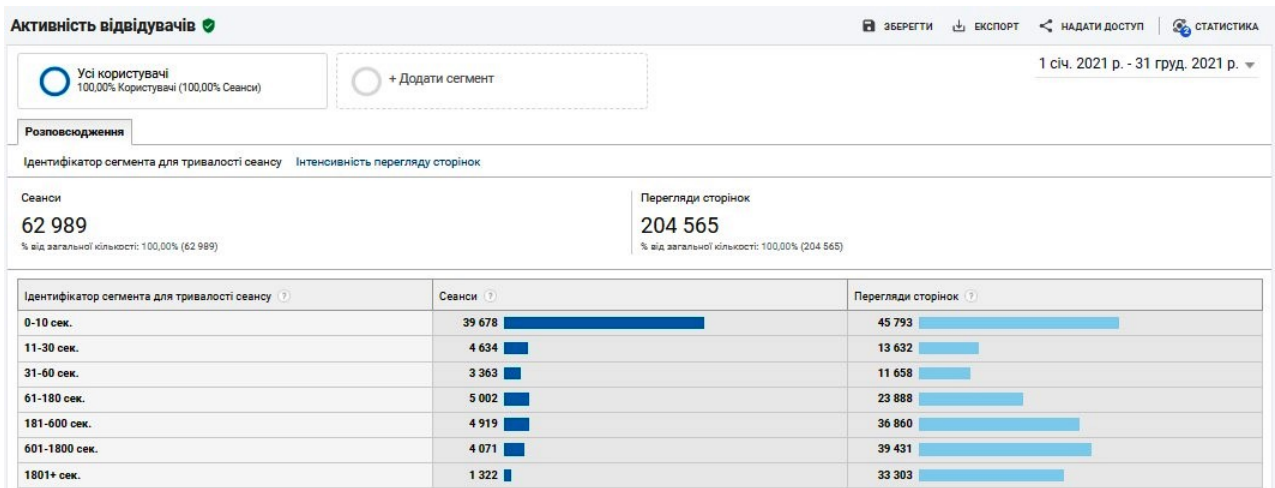 Активність відвідувачів
ЗБЕРЕГТИ ЕКСПОРТ НАДАТИ ДОСТУП 2 СТАТИСТИКА
Усі користувачі
100,00% Користувачі (100,00% Сеанси)
+ Додати сегмент
1 січ. 2021 р. - 31 груд. 2021 р.
Розповсюдження
Ідентифікатор сегмента для тривалості сеансу Інтенсивність перегляду сторінок
Сеанси Перегляди сторінок
62 989 204 565
% від загальної кількості: 100,00% (62 989) % від загальної кількості: 100,00% (204 565)
Ідентифікатор сегмента для тривалості сеансу ? Сеанси ? Перегляди сторінок ?
0-10 сек. 39 678 45 793
11-30 сек. 4 634 13 632
31-60 сек. 3 363 11 658
61-180 сек. 5 002 23 888
181-600 сек. 4 919 36 860
601-1800 сек. 4 071 39 431
1801+ сек. 1 322 33 303